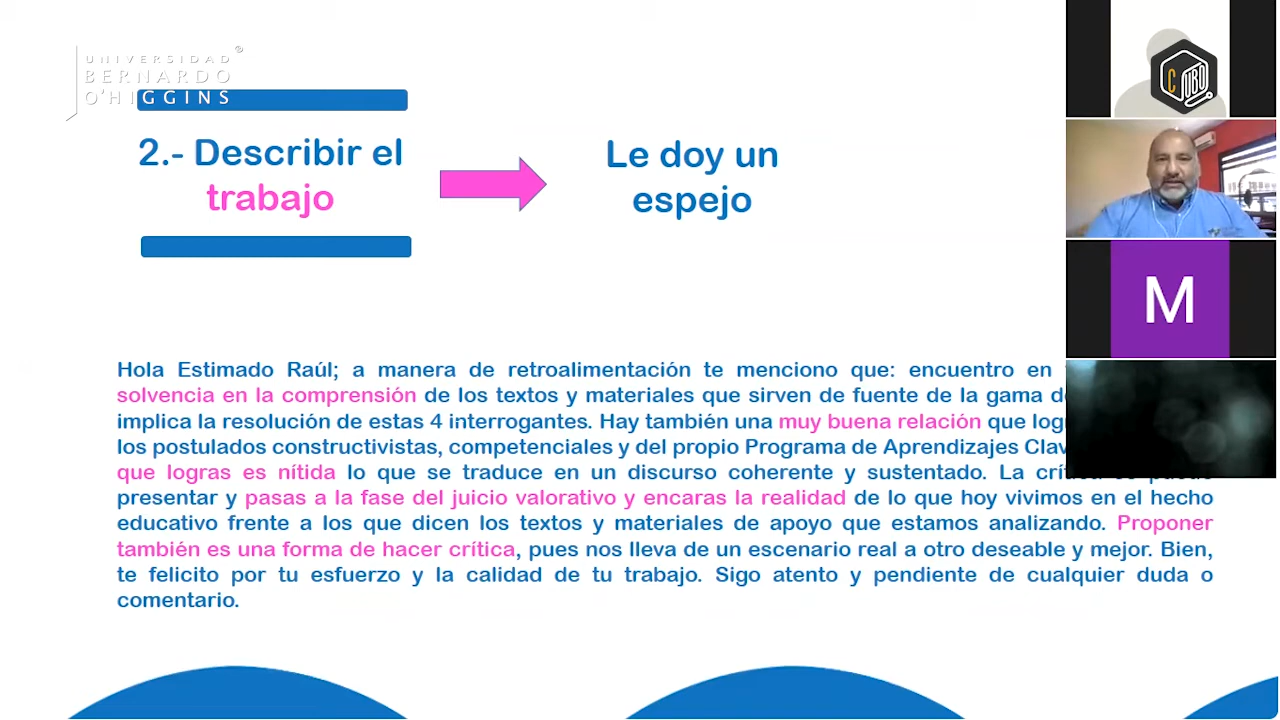 UNIVERSIDAD
BERNARDO
O'HIGGINS
2.- Describir el
trabajo
Le doy un
espejo
C UBO
M
Hola Estimado Raúl; a manera de retroalimentación te menciono que: encuentro en
solvencia en la comprensión de los textos y materiales que sirven de fuente de la gama
implica la resolución de estas 4 interrogantes. Hay también una muy buena relación que
los postulados constructivistas, competenciales y del propio Programa de Aprendizajes
que logras es nítida lo que se traduce en un discurso coherente y sustentado. La
presentar y pasas a la fase del juicio valorativo y encaras la realidad de lo que hoy vivimos en el hecho
educativo frente a los que dicen los textos y materiales de apoyo que estamos analizando. Proponer
también es una forma de hacer crítica, pues nos lleva de un escenario real a otro deseable y mejor. Bien,
te felicito por tu esfuerzo y la calidad de tu trabajo. Sigo atento y pendiente de cualquier duda o
comentario.